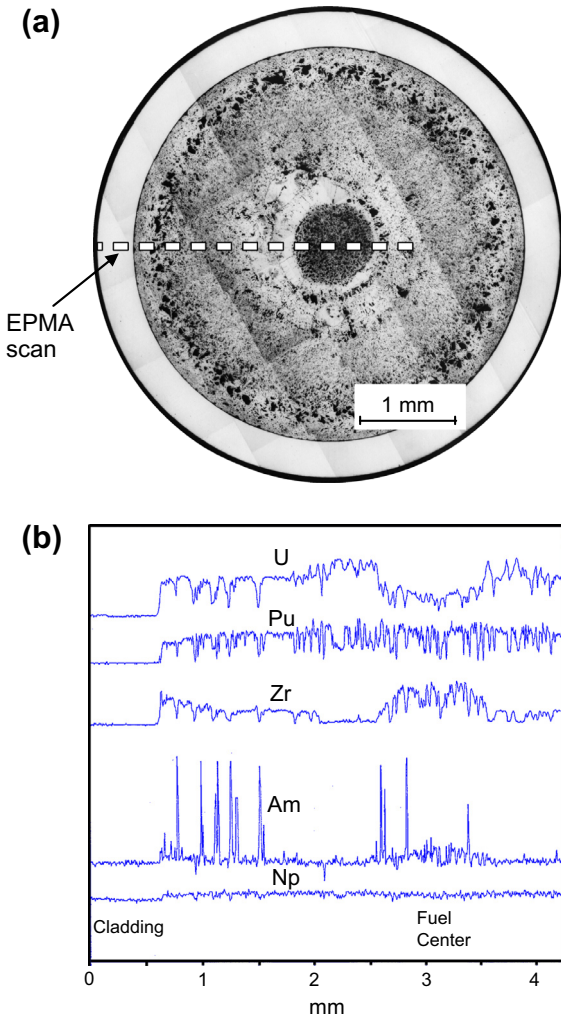 (a)
EPMA
scan
1 mm
(b)
U
Pu
Zr
Am
Np
Cladding
Fuel
Center
0
1
2
3
4
mm